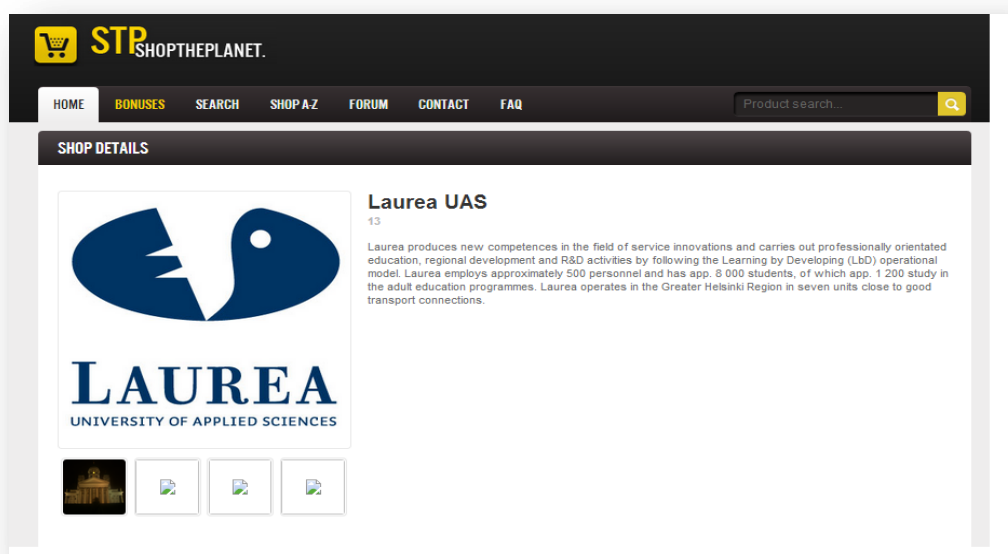 STP SHOPTHEPLANET.
HOME BONUSES SEARCH SHOP A-Z FORUM CONTACT FAQ Product search...
SHOP DETAILS
Laurea UAS
13
Laurea produces new competences in the field of service innovations and carries out professionally orientated
education, regional development and R&D activities by following the Learning by Developing (LbD) operational
model. Laurea employs approximately 500 personnel and has app. 8 000 students, of which app. 1 200 study in
the adult education programmes. Laurea operates in the Greater Helsinki Region in seven units close to good
transport connections.
LAUREA
UNIVERSITY OF APPLIED SCIENCES